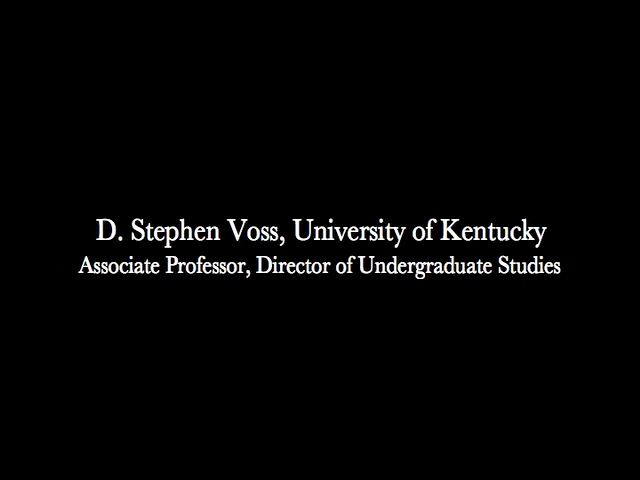 D. Stephen Voss, University of Kentucky
Associate Professor, Director of Undergraduate Studies